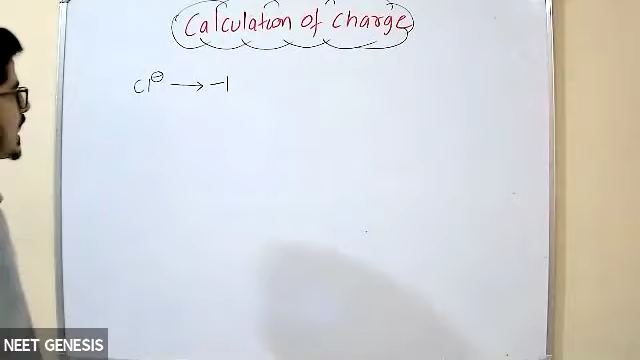 Calculation of Charge
Cl⊖ → -1
NEET GENESIS